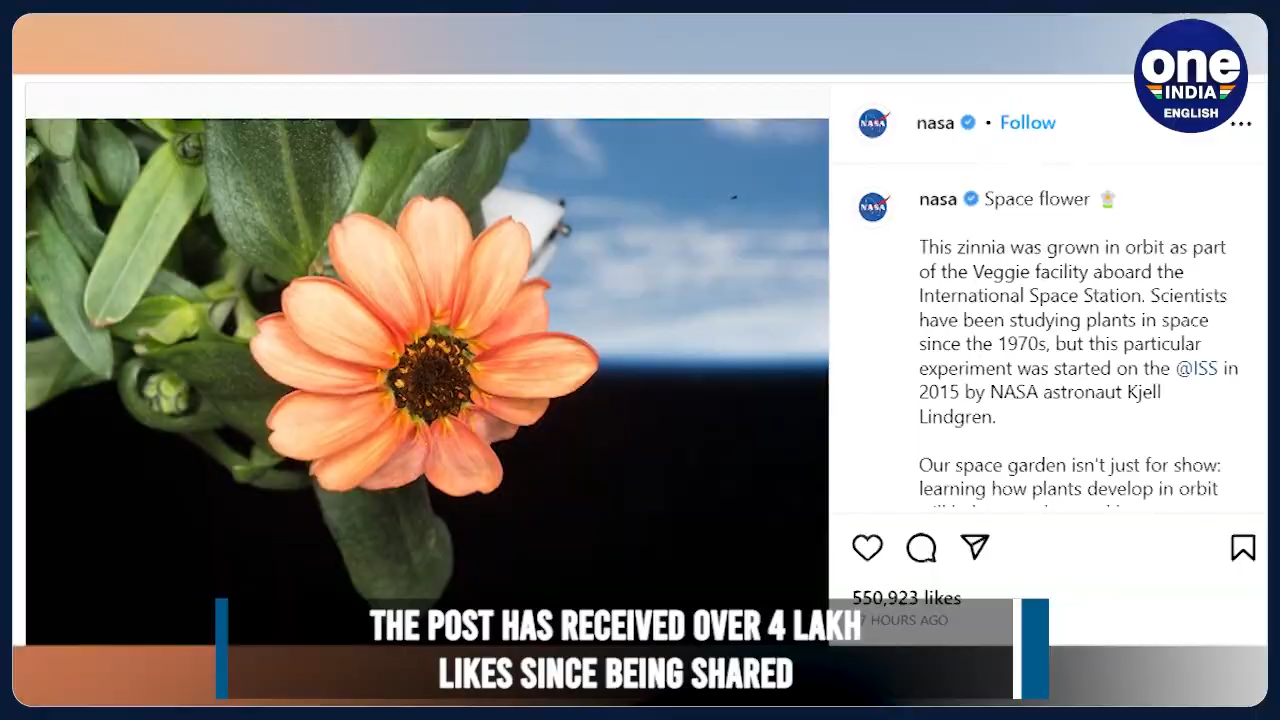 one
INDIA
ENGLISH
NASA
nasa • Follow
NASA
nasa Space flower
This zinnia was grown in orbit as part
of the Veggie facility aboard the
International Space Station. Scientists
have been studying plants in space
since the 1970s, but this particular
experiment was started on the @ISS in
2015 by NASA astronaut Kjell
Lindgren.
Our space garden isn't just for show:
learning how plants develop in orbit
550,923 likes
7 HOURS AGO
THE POST HAS RECEIVED OVER 4 LAKH
LIKES SINCE BEING SHARED